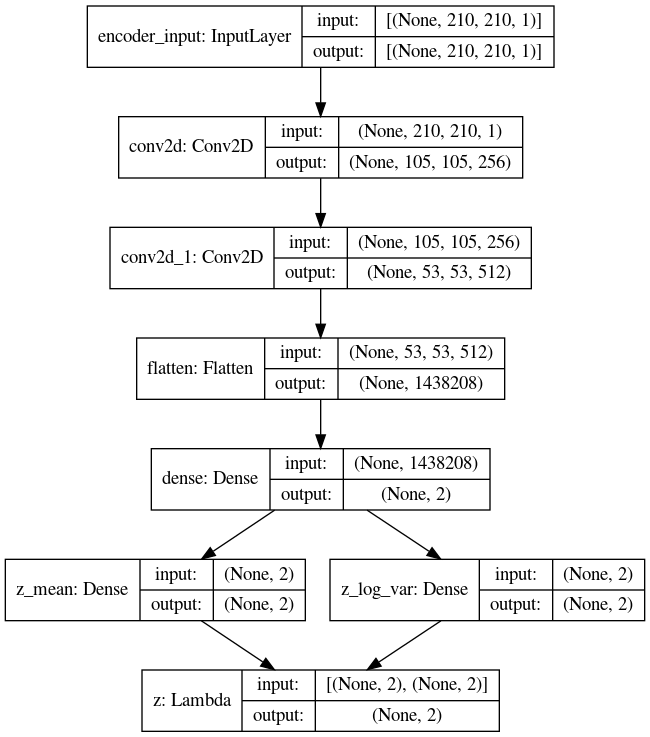 encoder_input: InputLayer
input: [(None, 210, 210, 1)]
output: [(None, 210, 210, 1)]
conv2d: Conv2D
input: (None, 210, 210, 1)
output: (None, 105, 105, 256)
conv2d_1: Conv2D
input: (None, 105, 105, 256)
output: (None, 53, 53, 512)
flatten: Flatten
input: (None, 53, 53, 512)
output: (None, 1438208)
dense: Dense
input: (None, 1438208)
output: (None, 2)
z_mean: Dense
input: (None, 2)
output: (None, 2)
z_log_var: Dense
input: (None, 2)
output: (None, 2)
z: Lambda
input: [(None, 2), (None, 2)]
output: (None, 2)